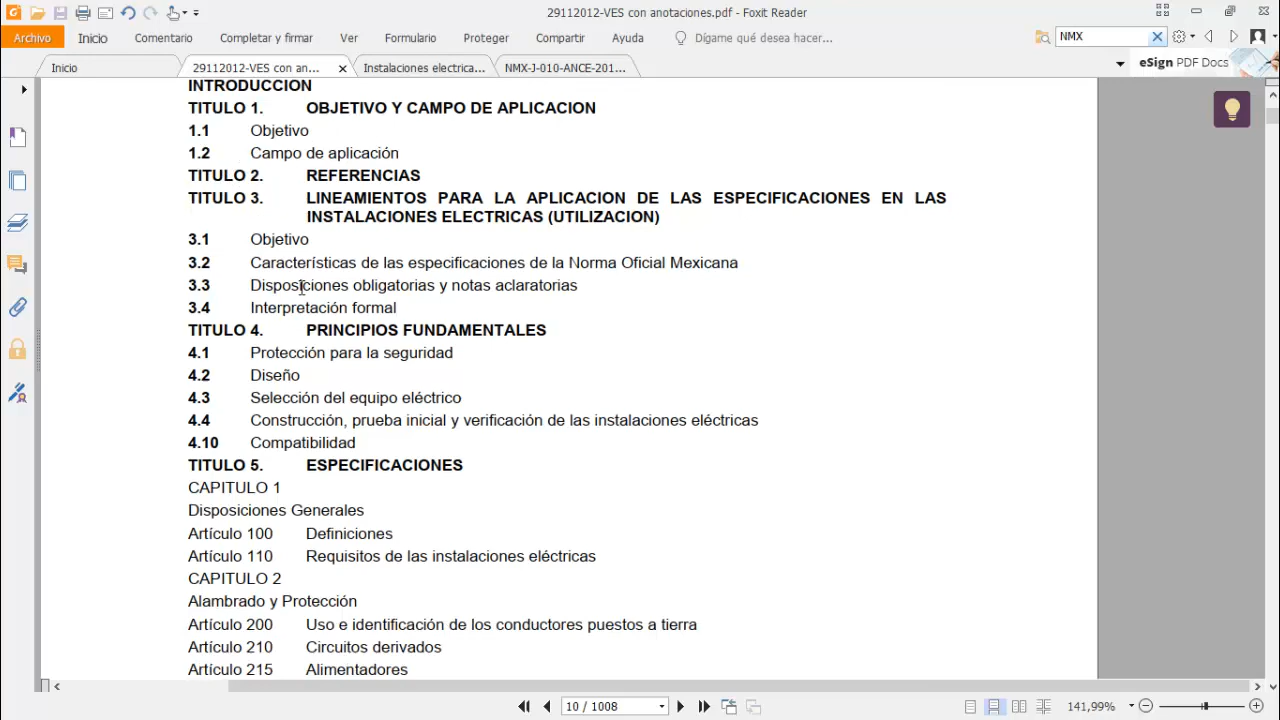 29112012-VES con anotaciones.pdf - Foxit Reader
Archivo Inicio Comentario Completar y firmar Ver Formulario Proteger Compartir Ayuda Dígame qué desea hacer... NMX
Inicio 29112012-VES con an... Instalaciones electrica... NMX-J-010-ANCE-201... eSign PDF Docs
INTRODUCCION
TITULO 1. OBJETIVO Y CAMPO DE APLICACION
1.1 Objetivo
1.2 Campo de aplicación
TITULO 2. REFERENCIAS
TITULO 3. LINEAMIENTOS PARA LA APLICACION DE LAS ESPECIFICACIONES EN LAS
INSTALACIONES ELECTRICAS (UTILIZACION)
3.1 Objetivo
3.2 Características de las especificaciones de la Norma Oficial Mexicana
3.3 Disposiciones obligatorias y notas aclaratorias
3.4 Interpretación formal
TITULO 4. PRINCIPIOS FUNDAMENTALES
4.1 Protección para la seguridad
4.2 Diseño
4.3 Selección del equipo eléctrico
4.4 Construcción, prueba inicial y verificación de las instalaciones eléctricas
4.10 Compatibilidad
TITULO 5. ESPECIFICACIONES
CAPITULO 1
Disposiciones Generales
Artículo 100 Definiciones
Artículo 110 Requisitos de las instalaciones eléctricas
CAPITULO 2
Alambrado y Protección
Artículo 200 Uso e identificación de los conductores puestos a tierra
Artículo 210 Circuitos derivados
Artículo 215 Alimentadores
10 / 1008 141,99%